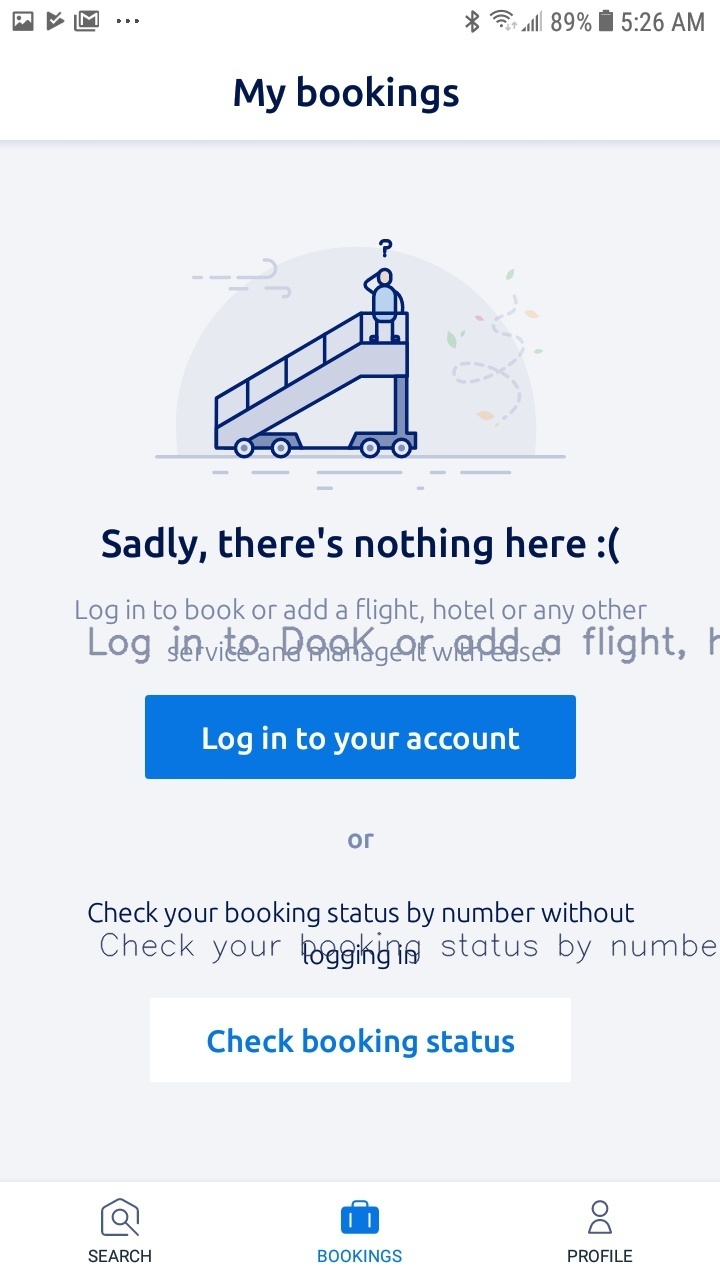 89% 5:26 AM
My bookings
?
Sadly, there's nothing here :(
Log in to book or add a flight, hotel or any other
Log in to DooK or add a flight, h
service and manage it with ease.
Log in to your account
or
Check your booking status by number without
Check your booking status by numbe
logging in
Check booking status
SEARCH
BOOKINGS
PROFILE